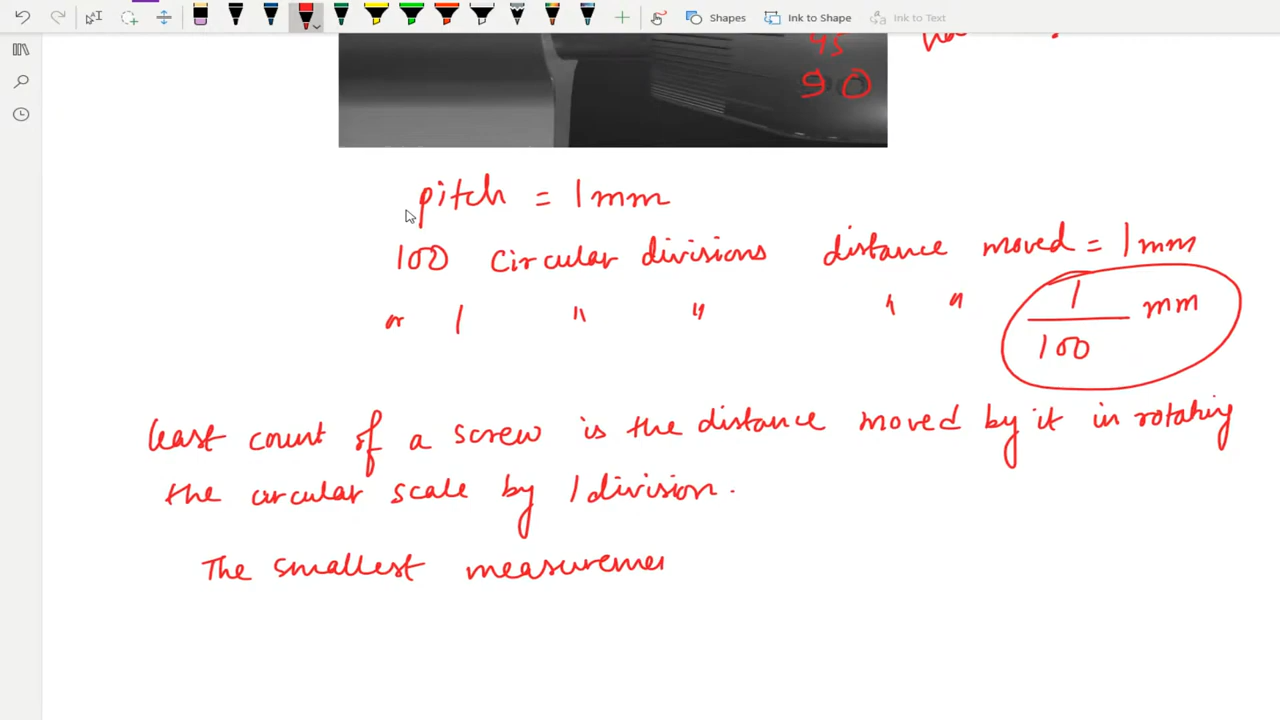 Shapes Ink to Shape Ink to Text
45
90
pitch = 1mm
100 circular divisions distance moved = 1mm
or 1 " " " " 1/100 mm
least count of a screw is the distance moved by it in rotating
the circular scale by 1 division.
The smallest measuremen